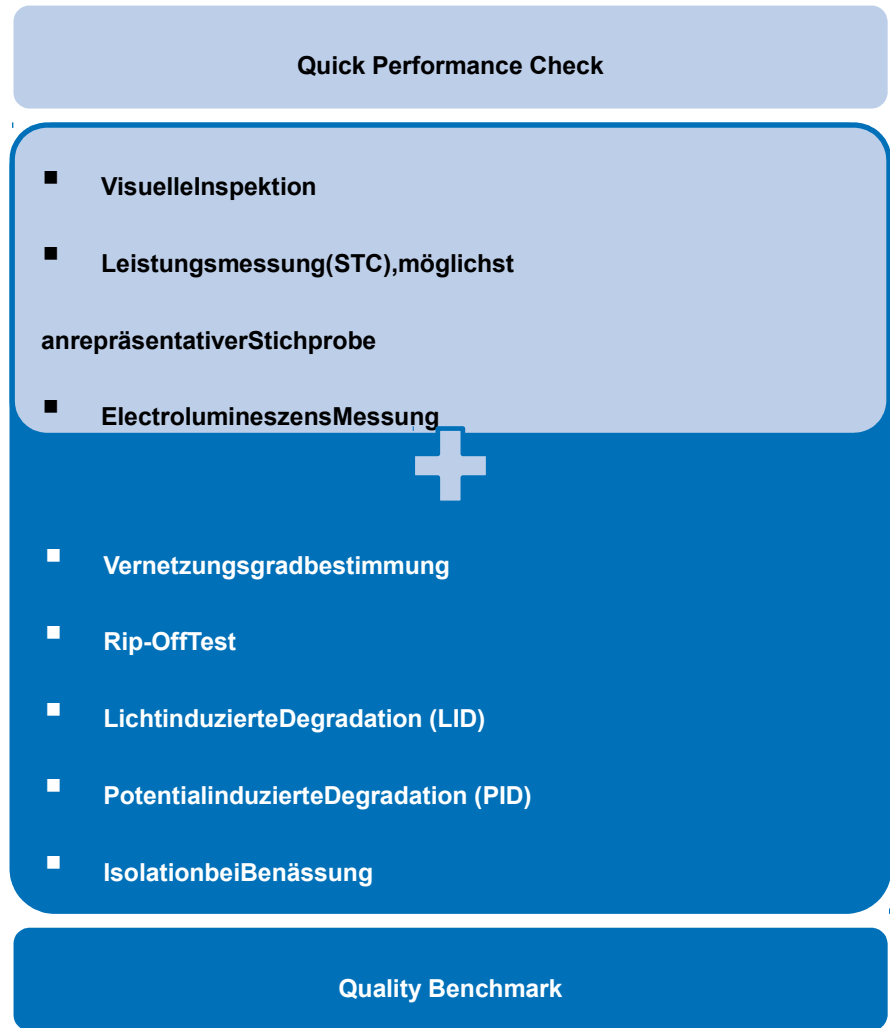 Quick Performance Check
▪ VisuelleInspektion
▪ Leistungsmessung(STC),möglichst
anrepräsentativerStichprobe
▪ ElectrolumineszensMessung
▪ Vernetzungsgradbestimmung
▪ Rip-OffTest
▪ LichtinduzierteDegradation (LID)
▪ PotentialinduzierteDegradation (PID)
▪ IsolationbeiBenässung
Quality Benchmark